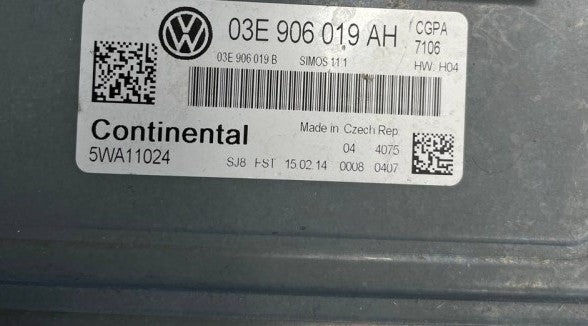 03E 906 019 AH CGPA
7106
03E 906 019 B SIMOS 11.1 HW: H04
Continental Made in Czech Rep
04 4075
5WA11024
SJ8 FST 15.02.14 0008 0407